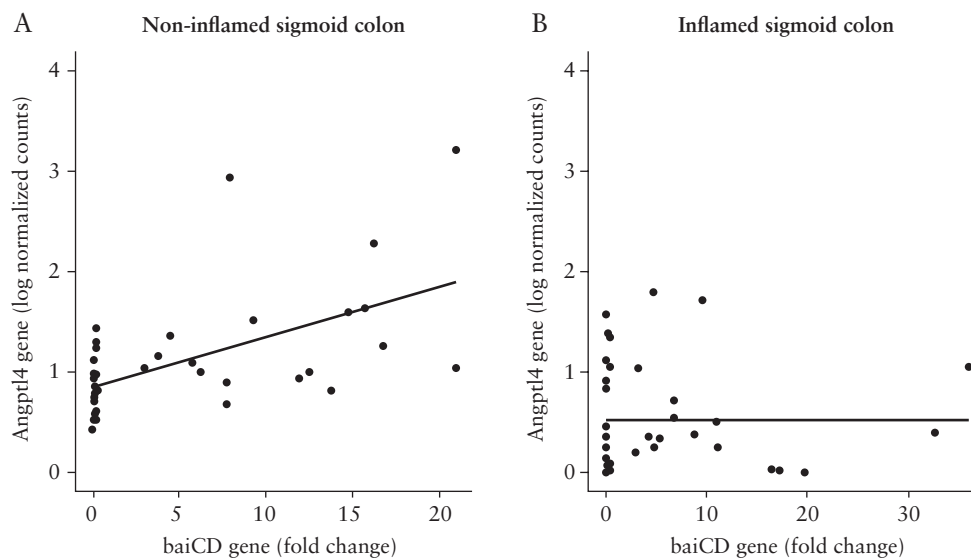 A
Non-inflamed sigmoid colon
Angptl4 gene (log normalized counts)
4
3
2
1
0
0 5 10 15 20
baiCD gene (fold change)
B
Inflamed sigmoid colon
Angptl4 gene (log normalized counts)
4
3
2
1
0
0 10 20 30
baiCD gene (fold change)